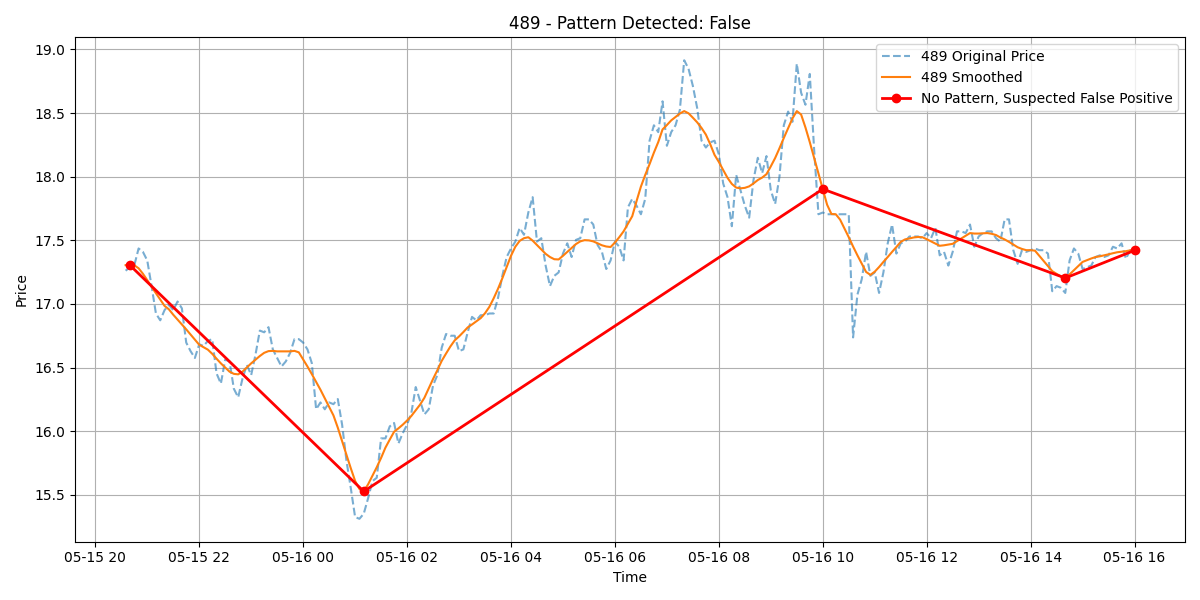 489 - Pattern Detected: False
489 Original Price
489 Smoothed
No Pattern, Suspected False Positive
Price
19.0
18.5
18.0
17.5
17.0
16.5
16.0
15.5
05-15 20 05-15 22 05-16 00 05-16 02 05-16 04 05-16 06 05-16 08 05-16 10 05-16 12 05-16 14 05-16 16
Time